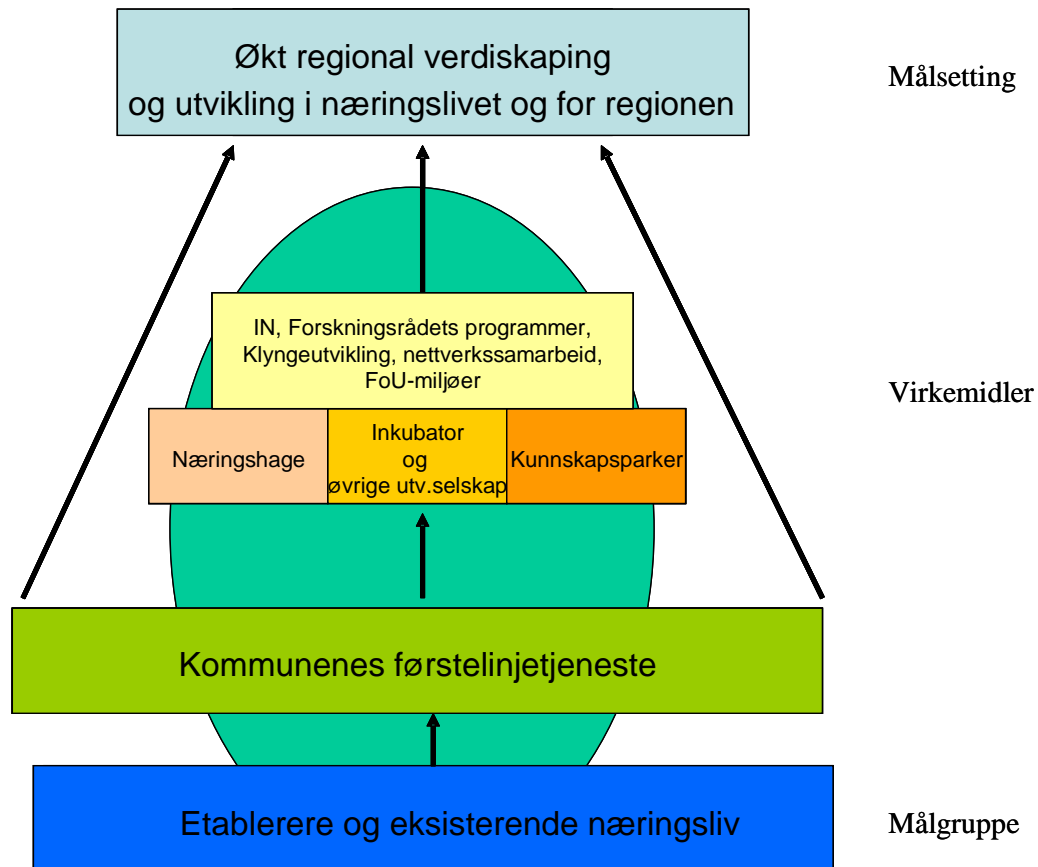 Økt regional verdiskaping
og utvikling i næringslivet og for regionen
Målsetting
IN, Forskningsrådets programmer,
Klyngeutvikling, nettverkssamarbeid,
FoU-miljøer
Virkemidler
Næringshage
Inkubator
og
øvrige utv.selskap
Kunnskapsparker
Kommunenes førstelinjetjeneste
Etablerere og eksisterende næringsliv
Målgruppe